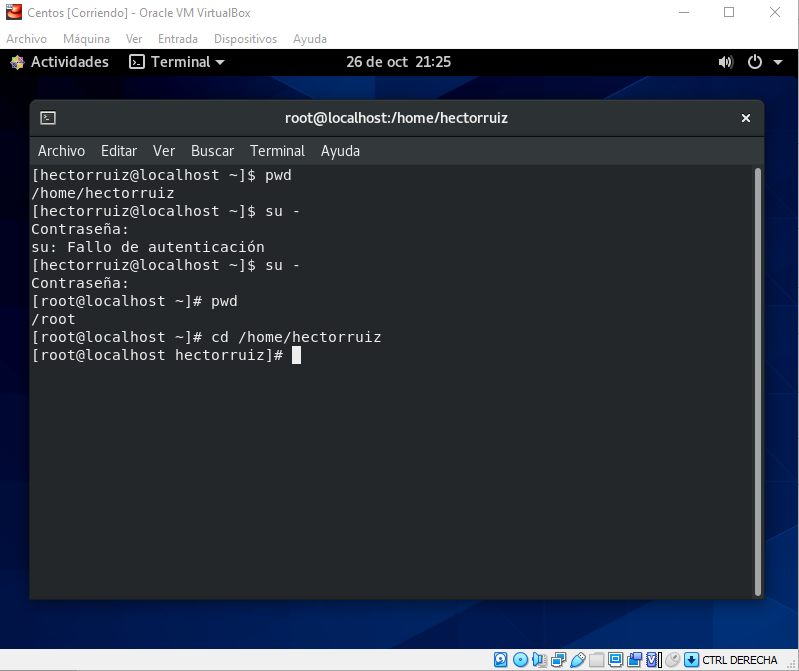 Centos [Corriendo] - Oracle VM VirtualBox
Archivo Máquina Ver Entrada Dispositivos Ayuda
Actividades Terminal 26 de oct 21:25
root@localhost:/home/hectorruiz
Archivo Editar Ver Buscar Terminal Ayuda
[hectorruiz@localhost ~]$ pwd
/home/hectorruiz
[hectorruiz@localhost ~]$ su -
Contraseña:
su: Fallo de autenticación
[hectorruiz@localhost ~]$ su -
Contraseña:
[root@localhost ~]# pwd
/root
[root@localhost ~]# cd /home/hectorruiz
[root@localhost hectorruiz]#
CTRL DERECHA